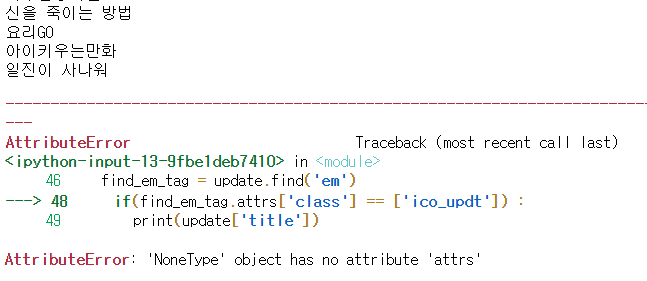 신을 죽이는 방법
요리GO
아이키우는만화
일진이 사나워
--------------------------------------------------------------------------
---
AttributeError                            Traceback (most recent call last)
<ipython-input-13-9fbe1deb7410> in <module>
     46     find_em_tag = update.find('em')
---> 48     if(find_em_tag.attrs['class'] == ['ico_updt']) :
     49         print(update['title'])
AttributeError: 'NoneType' object has no attribute 'attrs'